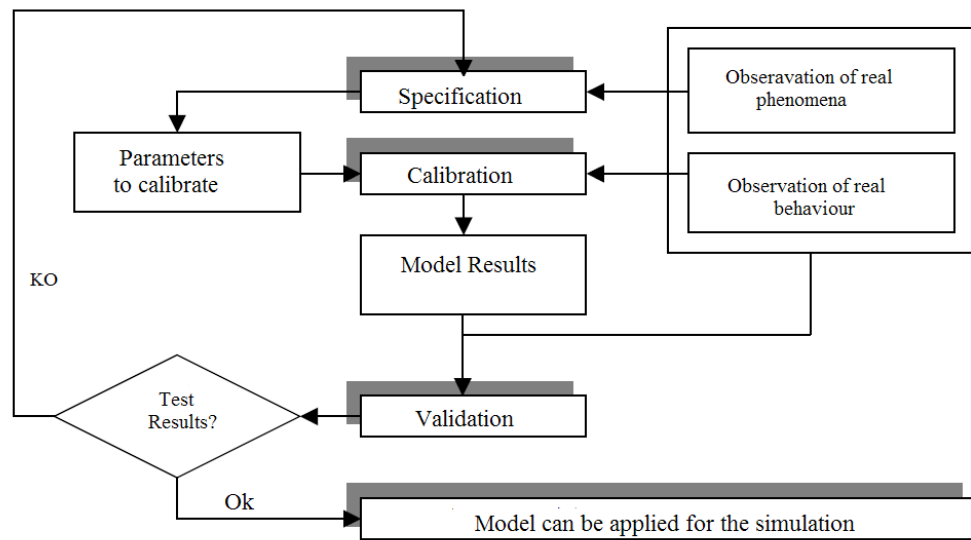 Specification
Obseravation of real
phenomena
Parameters
to calibrate
Calibration
Observation of real
behaviour
Model Results
KO
Test
Results?
Validation
Ok
Model can be applied for the simulation